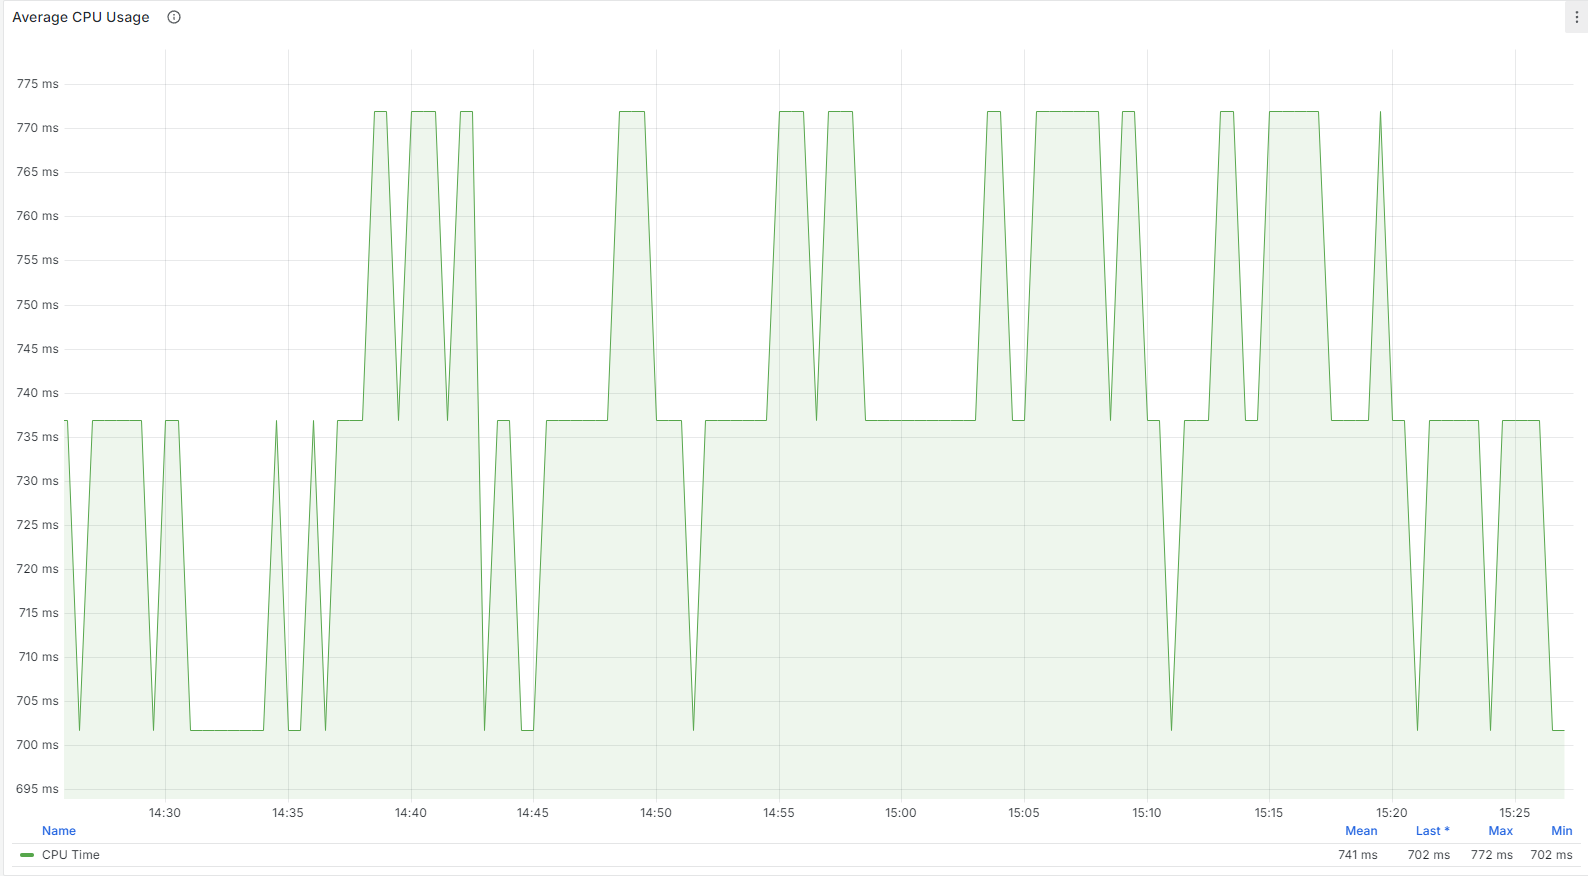 Average CPU Usage
775 ms
770 ms
765 ms
760 ms
755 ms
750 ms
745 ms
740 ms
735 ms
730 ms
725 ms
720 ms
715 ms
710 ms
705 ms
700 ms
695 ms
14:30 14:35 14:40 14:45 14:50 14:55 15:00 15:05 15:10 15:15 15:20 15:25
Name Mean Last * Max Min
CPU Time 741 ms 702 ms 772 ms 702 ms